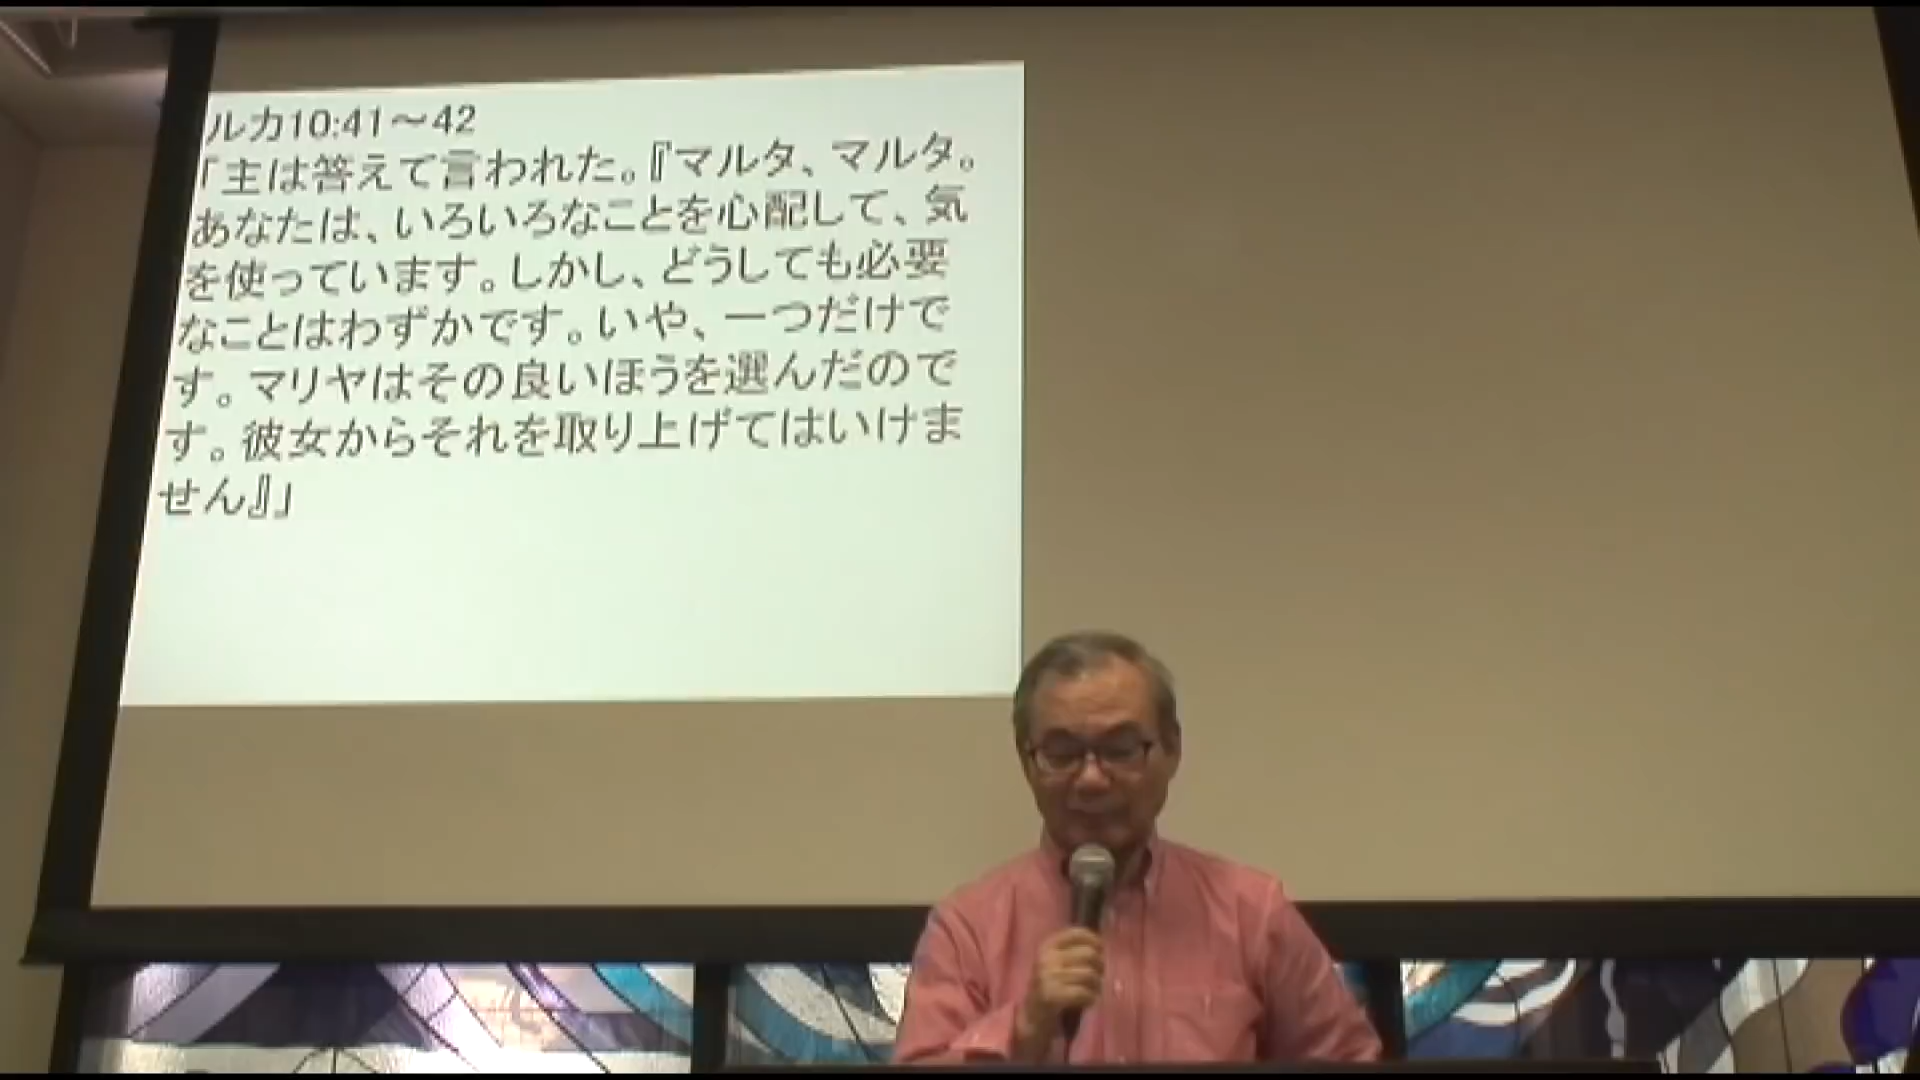 ルカ10:41～42
「主は答えて言われた。『マルタ、マルタ。
あなたは、いろいろなことを心配して、気
を使っています。しかし、どうしても必要
なことはわずかです。いや、一つだけで
す。マリヤはその良いほうを選んだので
す。彼女からそれを取り上げてはいけま
せん』」